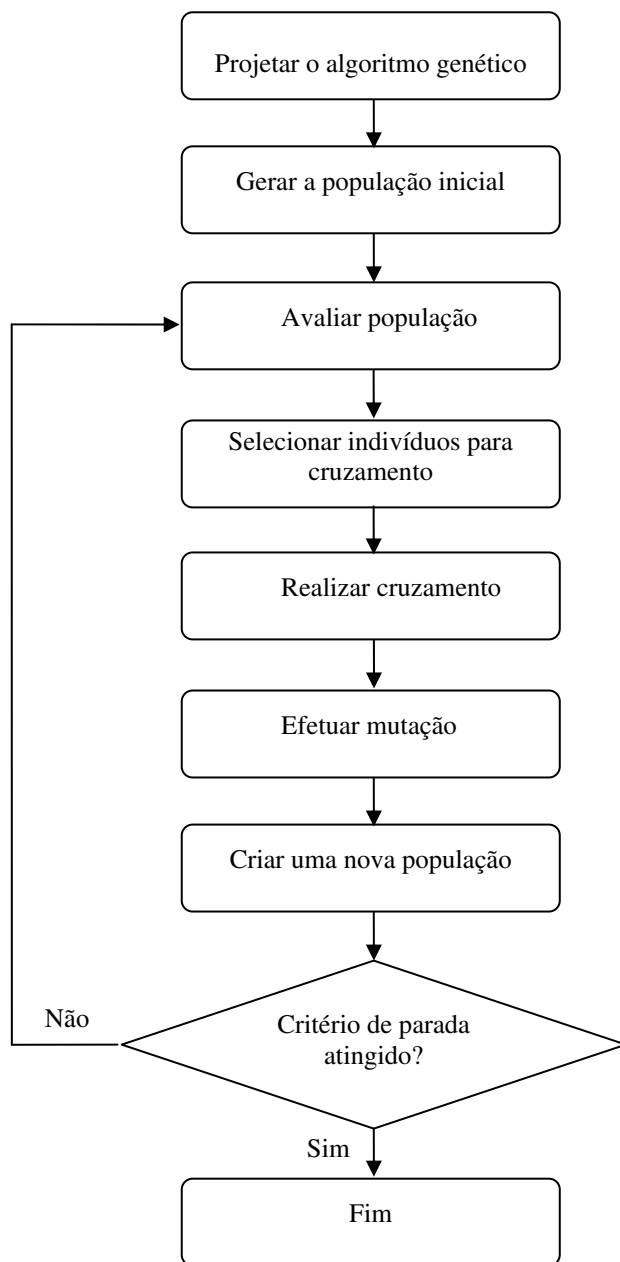 Projetar o algoritmo genético
Gerar a população inicial
Avaliar população
Selecionar indivíduos para
cruzamento
Realizar cruzamento
Efetuar mutação
Criar uma nova população
Não
Critério de parada
atingido?
Sim
Fim